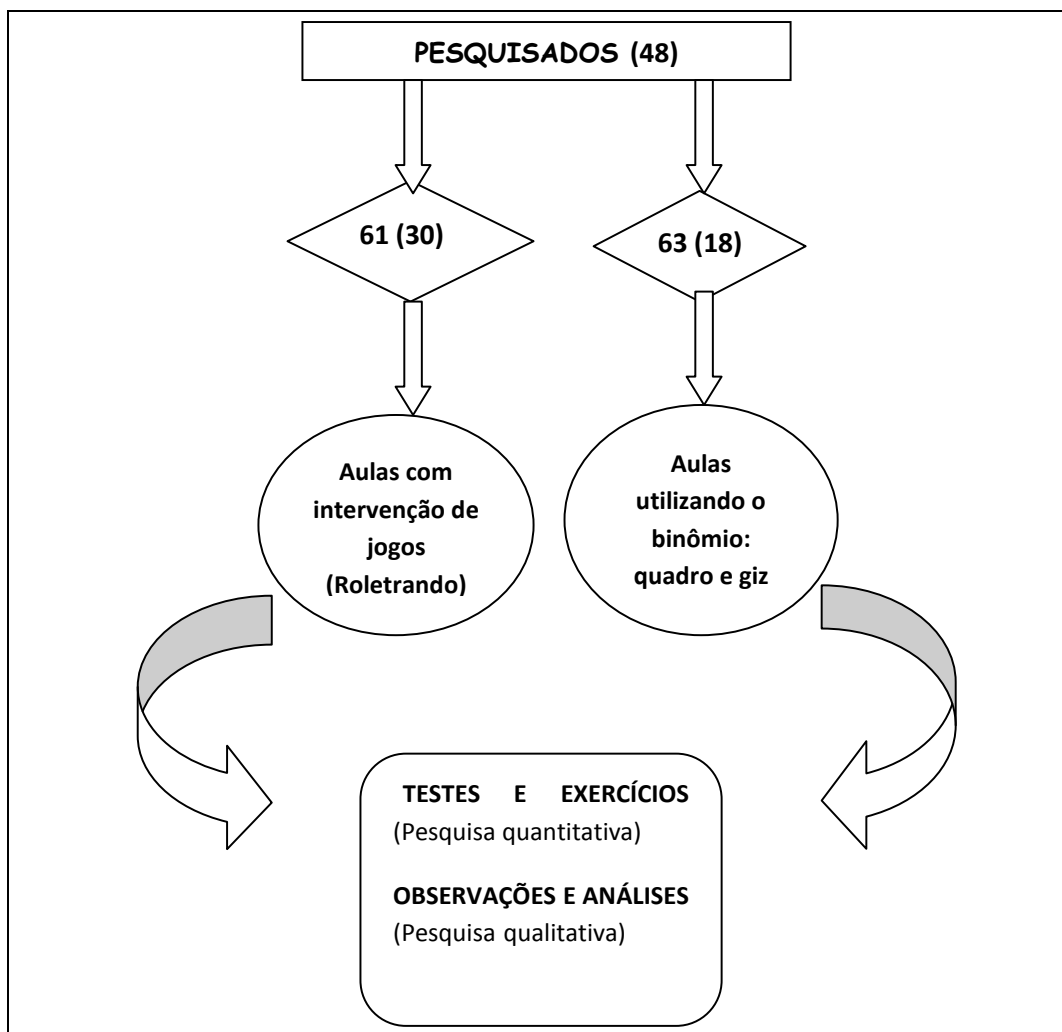 PESQUISADOS (48)
61 (30)
63 (18)
Aulas com
intervenção de
jogos
(Roletrando)
Aulas
utilizando o
binômio:
quadro e giz
TESTES E EXERCÍCIOS
(Pesquisa quantitativa)
OBSERVAÇÕES E ANÁLISES
(Pesquisa qualitativa)